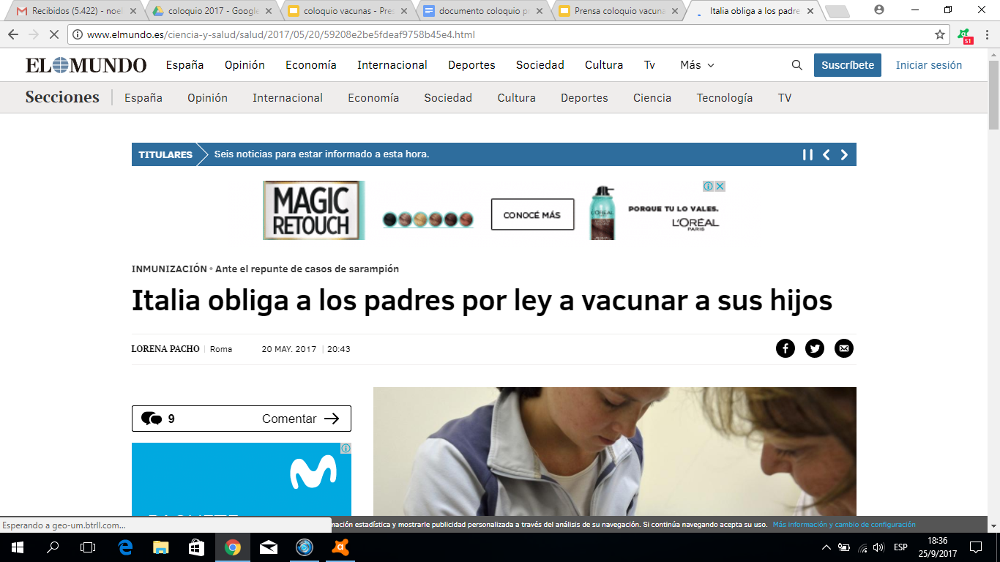 Recibidos (5.422) - noe
coloquio 2017 - Google
coloquio vacunas - Pres
documento coloquio p
Prensa coloquio vacuna
Italia obliga a los padre
www.elmundo.es/ciencia-y-salud/salud/2017/05/20/59208e2be5fdeaf9758b45e4.html
51
EL MUNDO España Opinión Economía Internacional Deportes Sociedad Cultura Tv Más Suscríbete Iniciar sesión
Secciones España Opinión Internacional Economía Sociedad Cultura Deportes Ciencia Tecnología TV
TITULARES Seis noticias para estar informado a esta hora.
MAGIC
RETOUCH
CONOCÉ MÁS
PORQUE TU LO VALES.
L'ORÉAL
PARIS
INMUNIZACIÓN • Ante el repunte de casos de sarampión
Italia obliga a los padres por ley a vacunar a sus hijos
LORENA PACHO | Roma 20 MAY. 2017 | 20:43
9 Comentar
Esperando a geo-um.btrll.com...
mación estadística y mostrarle publicidad personalizada a través del análisis de su navegación. Si continúa navegando acepta su uso. Más información y cambio de configuración
ESP
18:36
25/9/2017